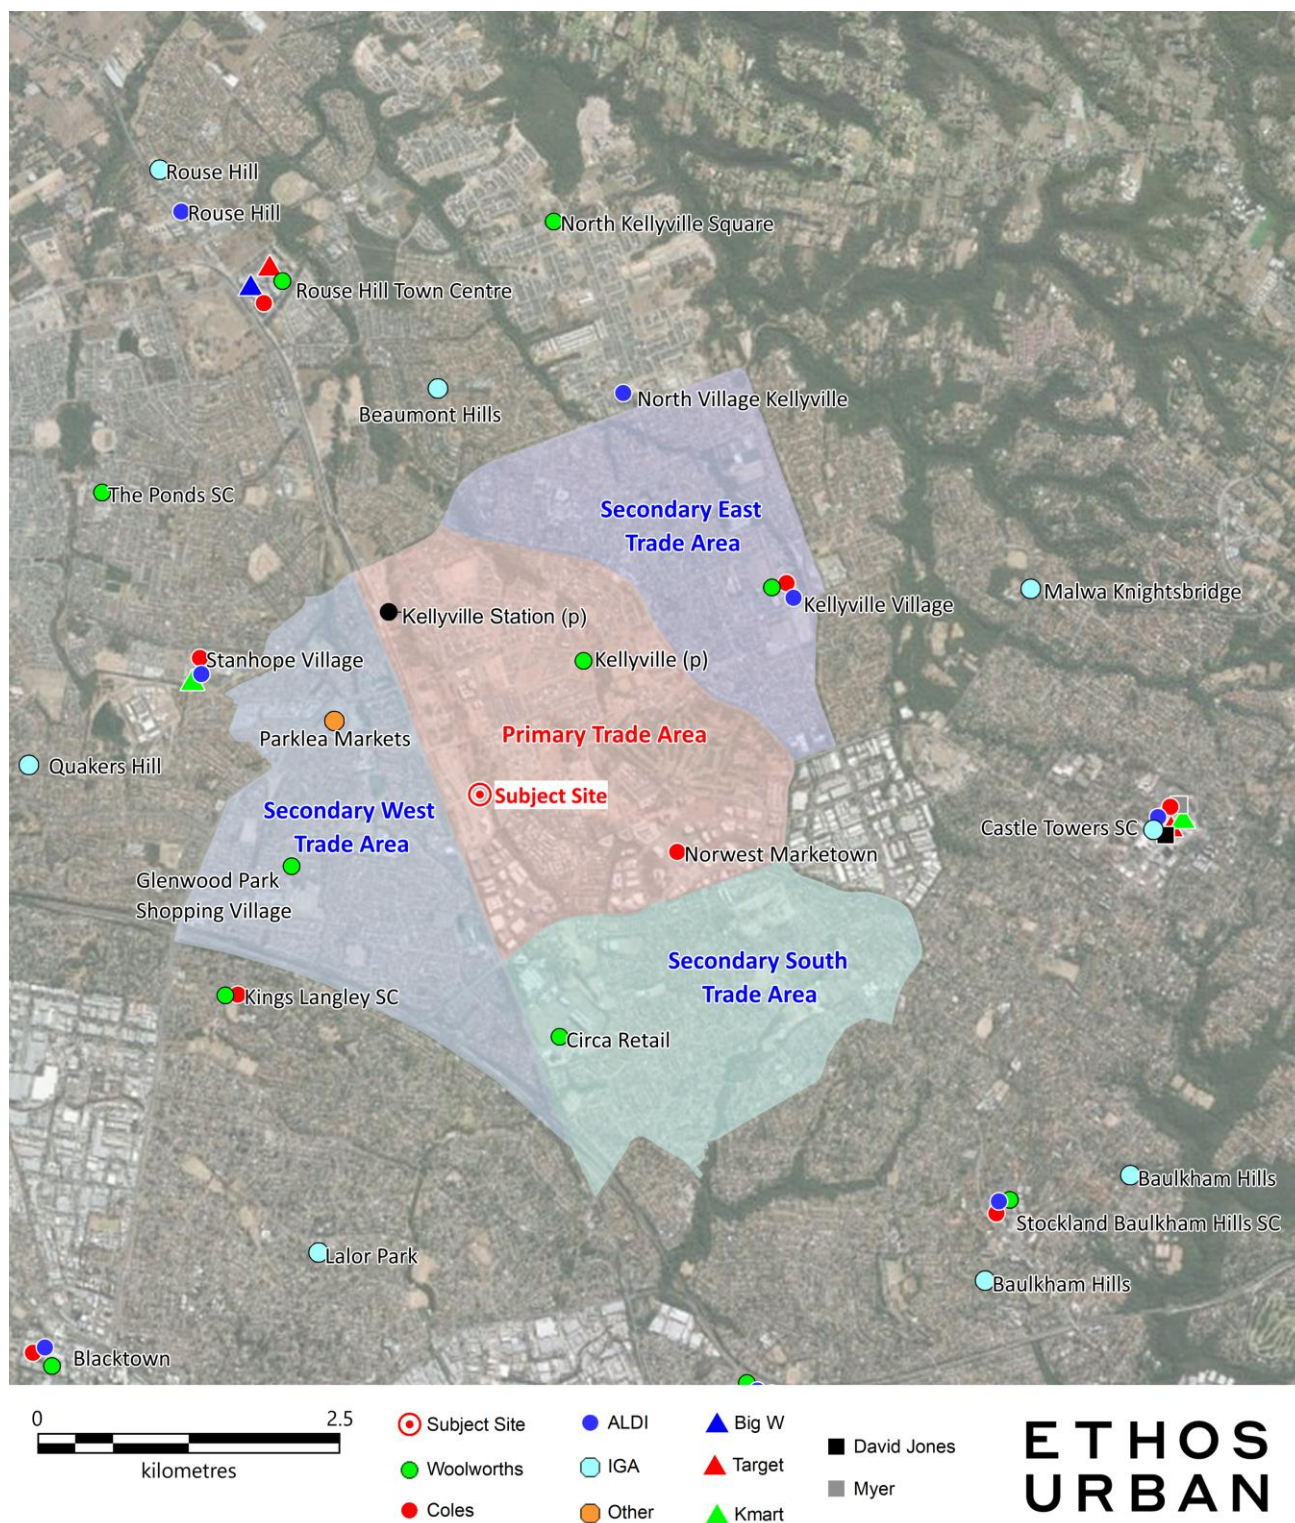 Rouse Hill
Rouse Hill
North Kellyville Square
Rouse Hill Town Centre
North Village Kellyville
Beaumont Hills
The Ponds SC
Secondary East
Trade Area
Malwa Knightsbridge
Kellyville Village
Kellyville Station (p)
Stanhope Village
Kellyville (p)
Parklea Markets
Primary Trade Area
Quakers Hill
Subject Site
Secondary West
Trade Area
Castle Towers SC
Norwest Marketown
Glenwood Park
Shopping Village
Secondary South
Trade Area
Kings Langley SC
Circa Retail
Baulkham Hills
Stockland Baulkham Hills SC
Lalor Park
Baulkham Hills
Blacktown
0 2.5
kilometres
Subject Site
Woolworths
Coles
ALDI
IGA
Other
Big W
Target
Kmart
David Jones
Myer
ETHOS
URBAN